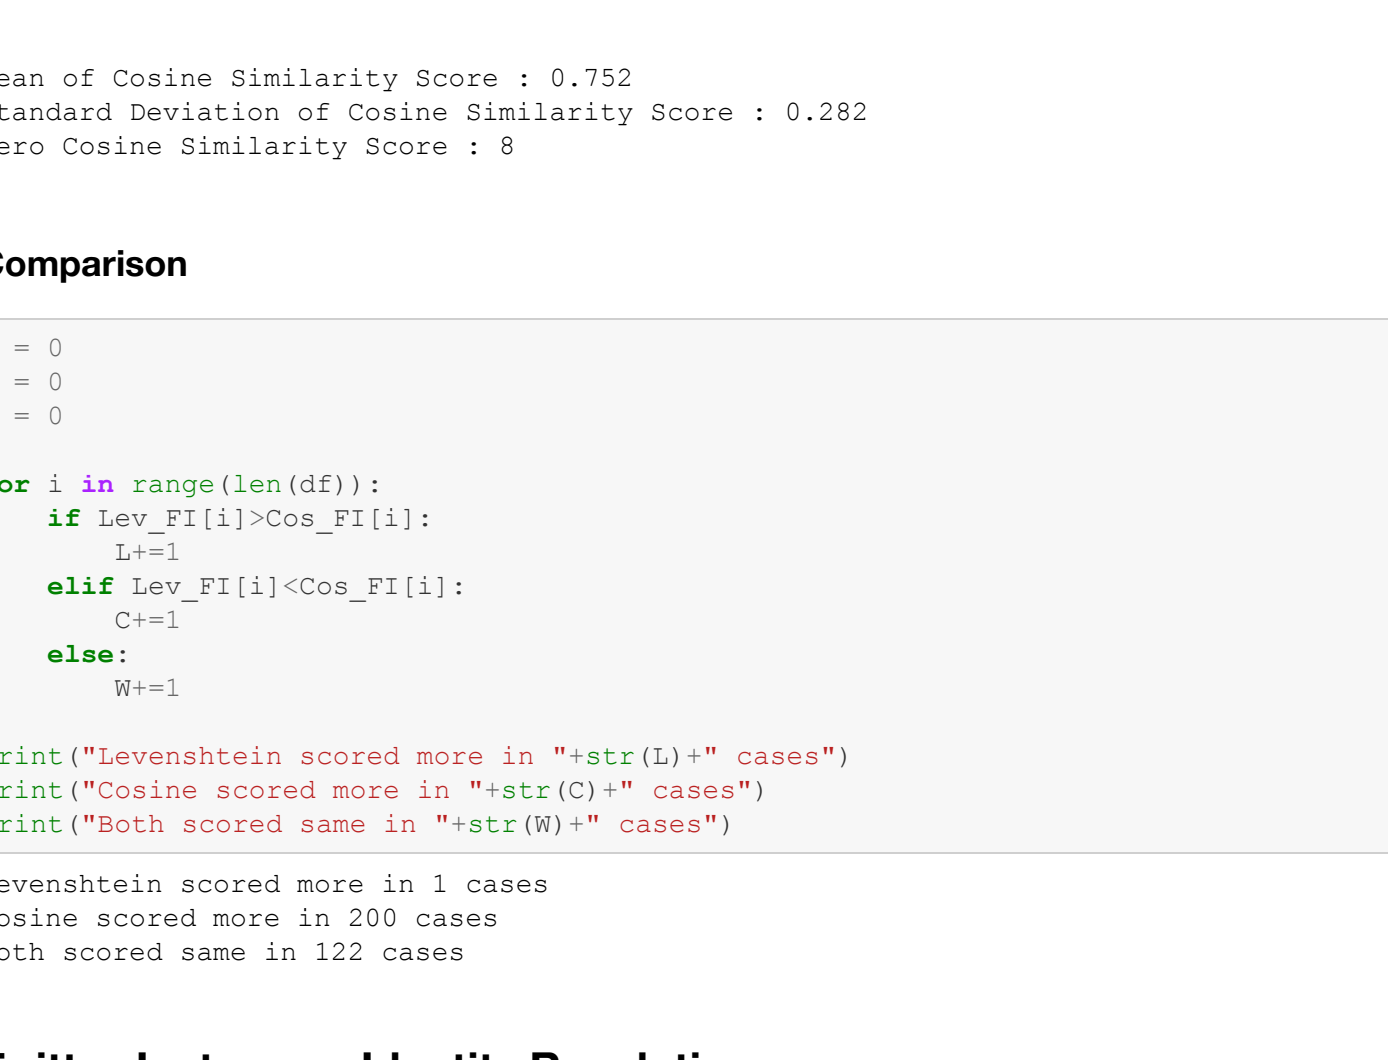 ean of Cosine Similarity Score : 0.752
tandard Deviation of Cosine Similarity Score : 0.282
ero Cosine Similarity Score : 8
Comparison
= 0
= 0
= 0
or i in range(len(df)):
if Lev_FI[i]>Cos_FI[i]:
L+=1
elif Lev_FI[i]<Cos_FI[i]:
C+=1
else:
W+=1
rint("Levenshtein scored more in "+str(L)+" cases")
rint("Cosine scored more in "+str(C)+" cases")
rint("Both scored same in "+str(W)+" cases")
evenshtein scored more in 1 cases
osine scored more in 200 cases
oth scored same in 122 cases